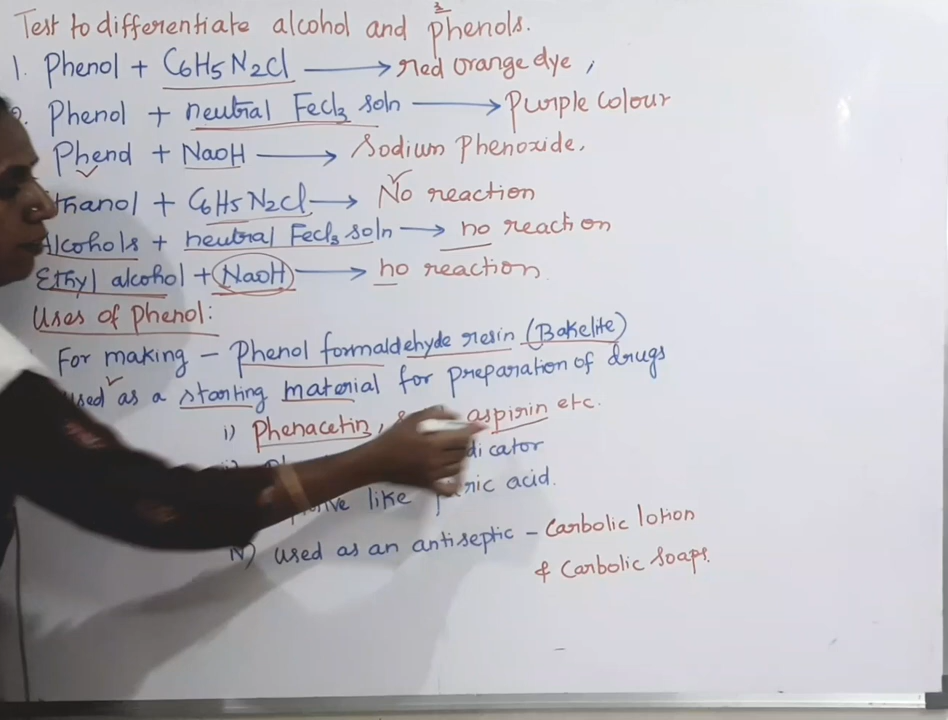 Test to differentiate alcohol and phenols.
1. Phenol + C6H5N2Cl → red orange dye,
Phenol + neutral Fecl3 soln → Purple Colour
Phenol + NaOH → Sodium Phenoxide.
+ C6H5N2Cl → No reaction
Alcohols + neutral Fecl3 soln → no reaction
Ethyl alcohol + NaOH → no reaction.
Uses of Phenol:
For making - Phenol formaldehyde resin (Bakelite)
as a starting material for preparation of drugs
i) Phenacetin, aspirin etc.
like acid.
iv) used as an antiseptic - Carbolic lotion
& Carbolic Soaps.